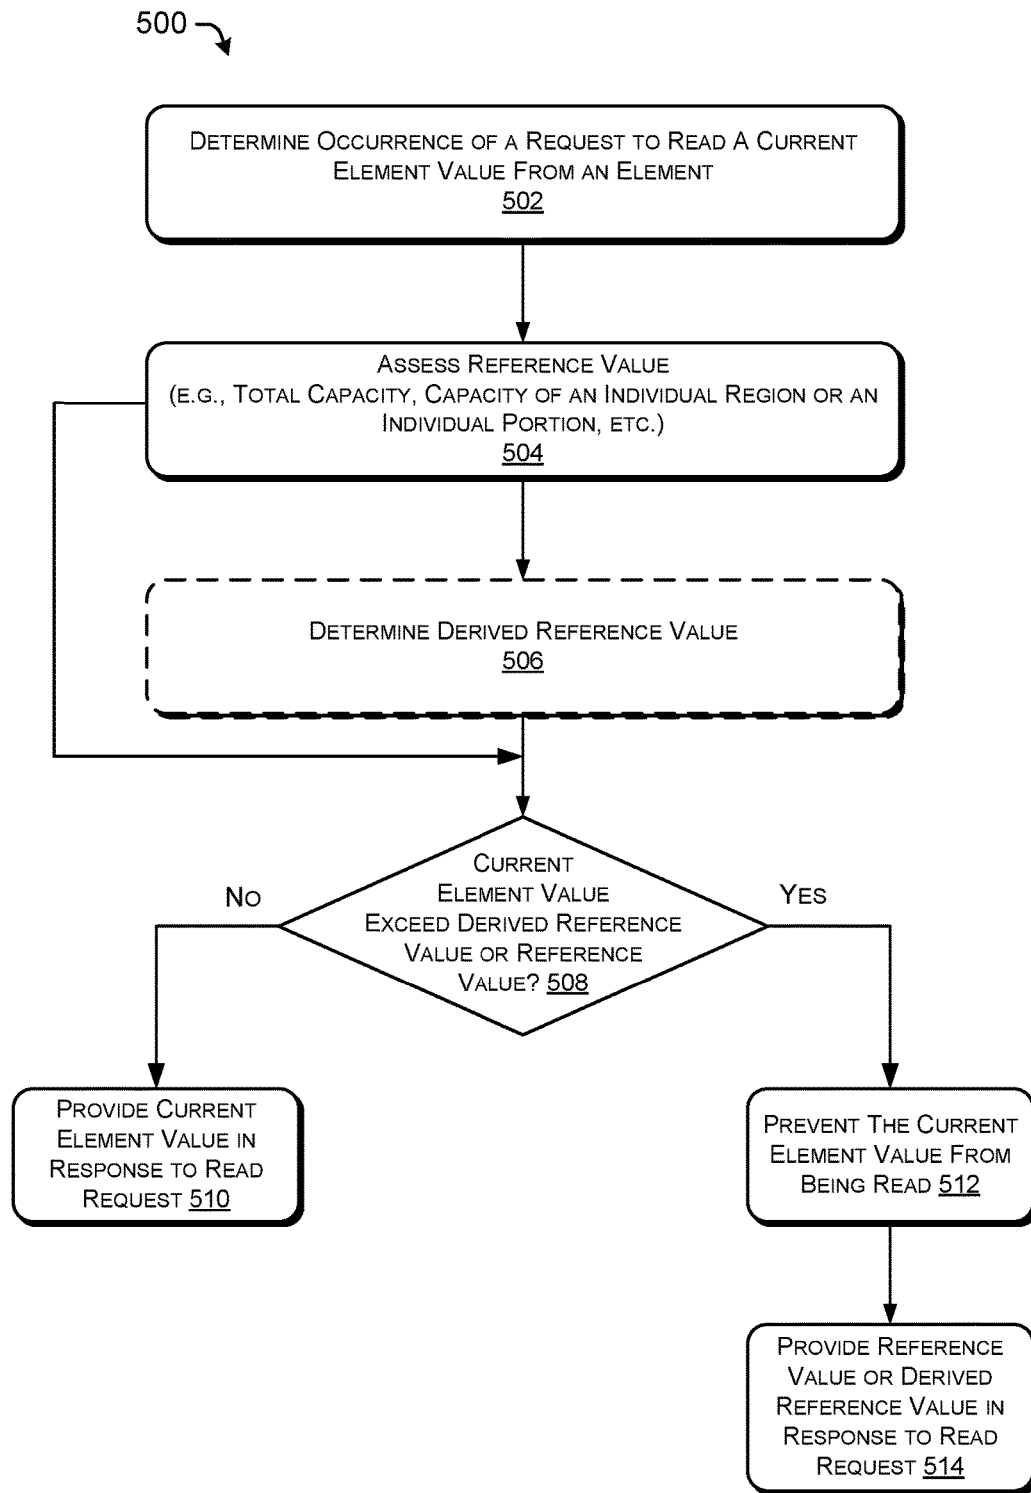 500
DETERMINE OCCURRENCE OF A REQUEST TO READ A CURRENT
ELEMENT VALUE FROM AN ELEMENT
502
ASSESS REFERENCE VALUE
(E.G., TOTAL CAPACITY, CAPACITY OF AN INDIVIDUAL REGION OR AN
INDIVIDUAL PORTION, ETC.)
504
DETERMINE DERIVED REFERENCE VALUE
506
CURRENT
ELEMENT VALUE
EXCEED DERIVED REFERENCE
VALUE OR REFERENCE
VALUE? 508
NO
YES
PROVIDE CURRENT
ELEMENT VALUE IN
RESPONSE TO READ
REQUEST 510
PREVENT THE CURRENT
ELEMENT VALUE FROM
BEING READ 512
PROVIDE REFERENCE
VALUE OR DERIVED
REFERENCE VALUE IN
RESPONSE TO READ
REQUEST 514